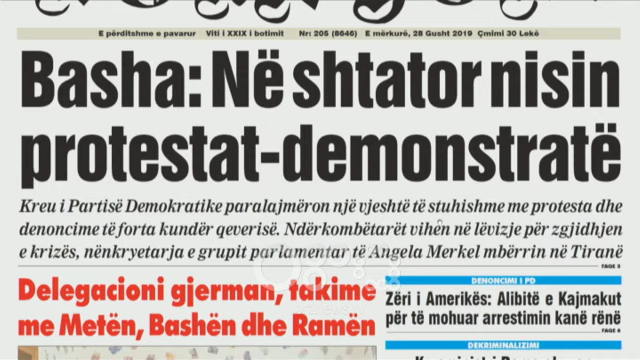 E përditshme e pavarur Viti i XXIX i botimit Nr: 205 (8646) E mërkurë, 28 Gusht 2019 Çmimi 30 Lekë
Basha: Në shtator nisin
protestat-demonstratë
Kreu i Partisë Demokratike paralajmëron një vjeshtë të stuhishme me protesta dhe
denoncime të forta kundër qeverisë. Ndërkombëtarët vihën në lëvizje për zgjidhjen
e krizës, nënkryetarja e grupit parlamentar të Angela Merkel mbërrin në Tiranë
FAQE 3
Delegacioni gjerman, takime
me Metën, Bashën dhe Ramën
DENONCIMI I PD
Zëri i Amerikës: Alibitë e Kajmakut
për të mohuar arrestimin kanë rënë
FAQE 4
DEKRIMINALIZIMI